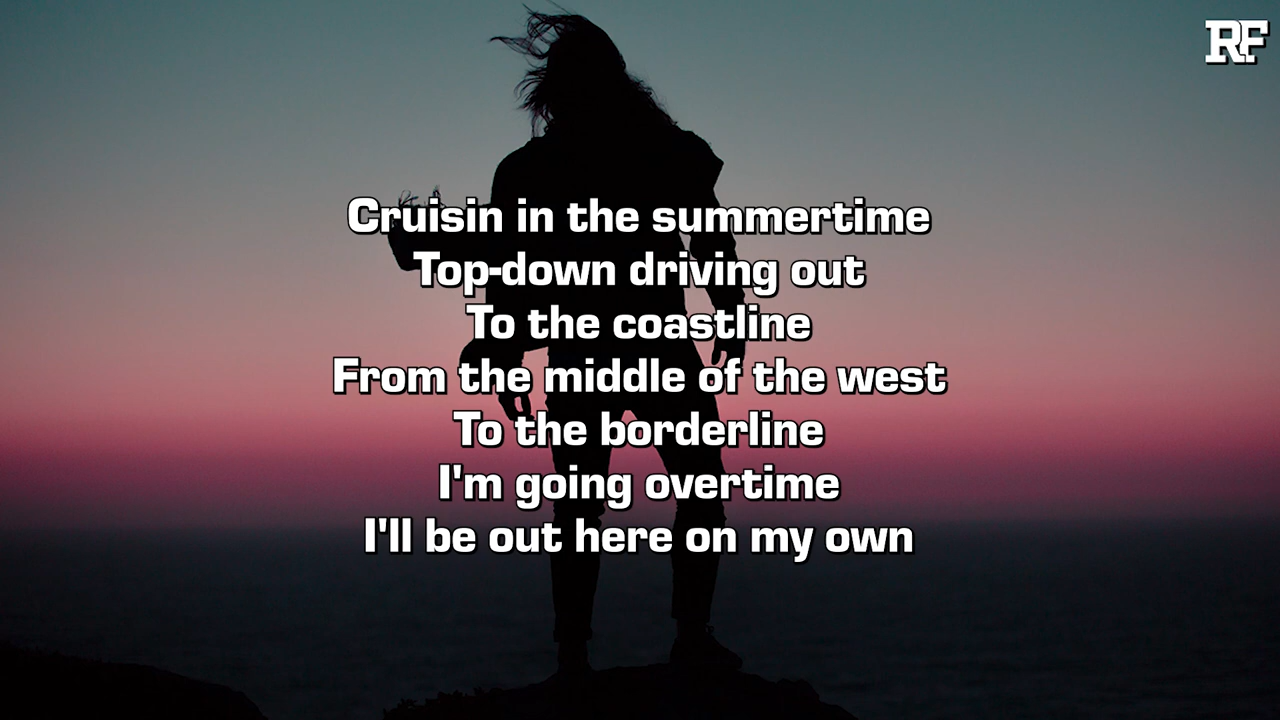 RF
Cruisin in the summertime
Top-down driving out
To the coastline
From the middle of the west
To the borderline
I'm going overtime
I'll be out here on my own